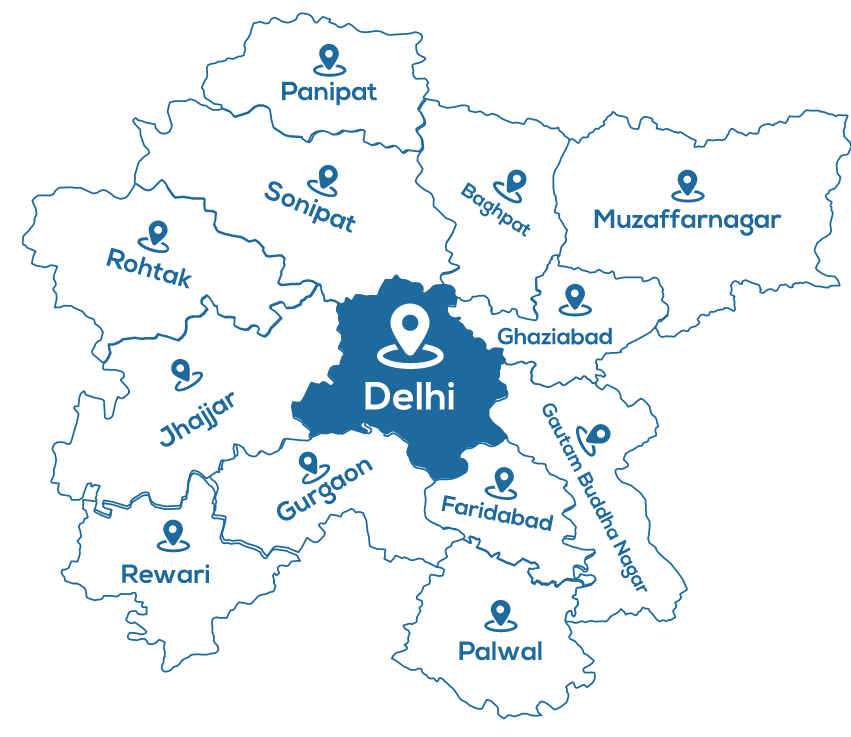 Panipat
Sonipat
Baghpat
Muzaffarnagar
Rohtak
Ghaziabad
Delhi
Jhajjar
Gautam Buddha Nagar
Gurgaon
Faridabad
Rewari
Palwal